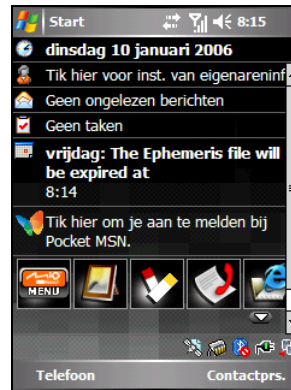 Start 8:15
dinsdag 10 januari 2006
Tik hier voor inst. van eigenareninf
Geen ongelezen berichten
Geen taken
vrijdag: The Ephemeris file will
be expired at
8:14
Tik hier om je aan te melden bij
Pocket MSN.
Mio
MENU
Telefoon Contactprs.